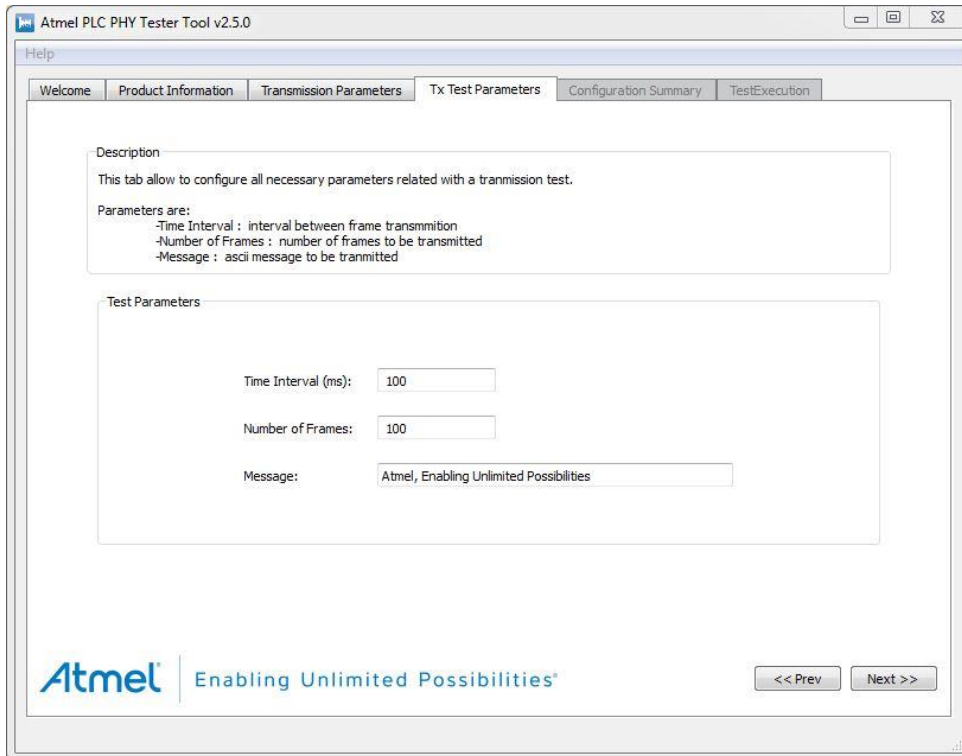 Atmel PLC PHY Tester Tool v2.5.0
Help
Welcome Product Information Transmission Parameters Tx Test Parameters Configuration Summary TestExecution
Description
This tab allow to configure all necessary parameters related with a tranmission test.
Parameters are:
-Time Interval : interval between frame transmmition
-Number of Frames : number of frames to be transmitted
-Message : ascii message to be tranmitted
Test Parameters
Time Interval (ms): 100
Number of Frames: 100
Message: Atmel, Enabling Unlimited Possibilities
Atmel Enabling Unlimited Possibilities®
<< Prev Next >>